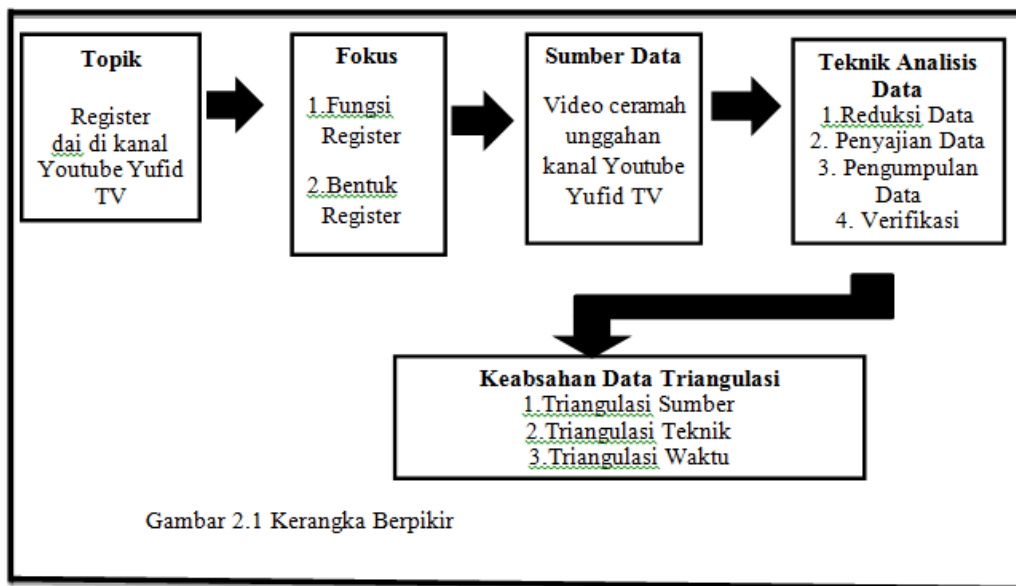 Topik
Register
dai di kanal
Youtube Yufid
TV
Fokus
1.Fungsi
Register
2.Bentuk
Register
Sumber Data
Video ceramah
unggahan
kanal Youtube
Yufid TV
Teknik Analisis
Data
1.Reduksi Data
2. Penyajian Data
3. Pengumpulan
Data
4. Verifikasi
Keabsahan Data Triangulasi
1.Triangulasi Sumber
2.Triangulasi Teknik
3.Triangulasi Waktu
Gambar 2.1 Kerangka Berpikir